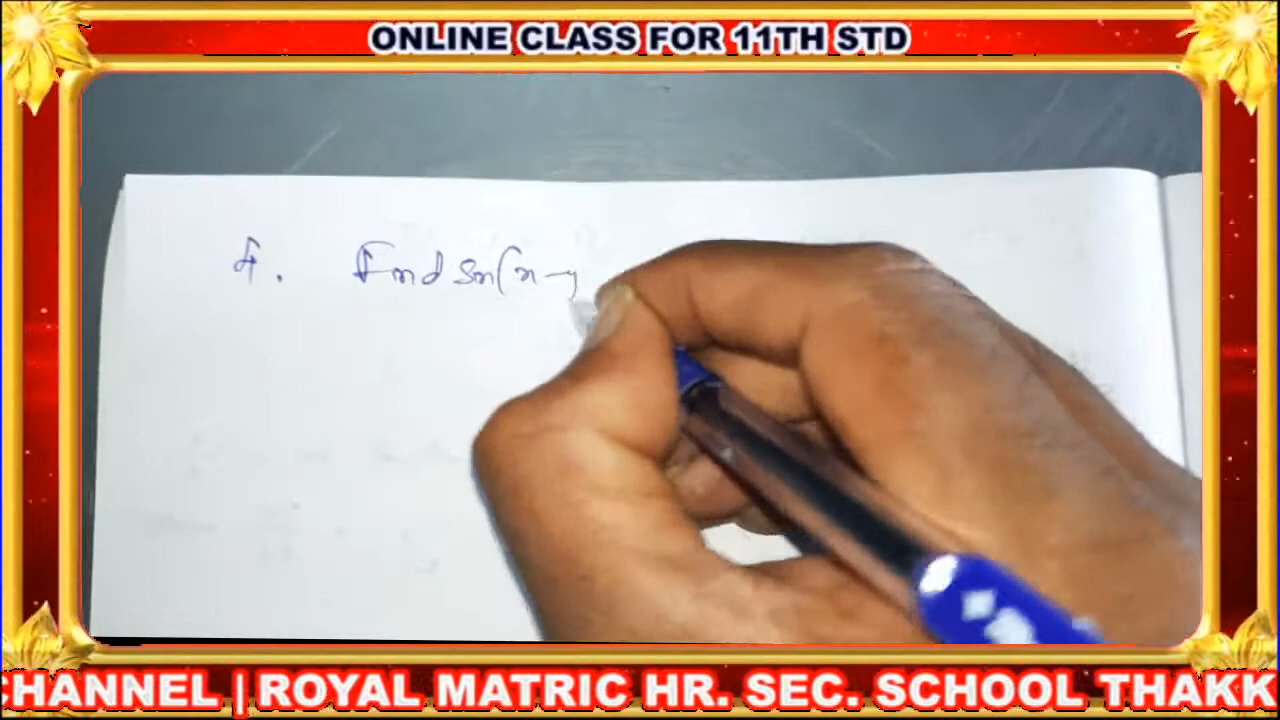 ONLINE CLASS FOR 11TH STD
4. Find sin(x-y
CHANNEL | ROYAL MATRIC HR. SEC. SCHOOL THAKK